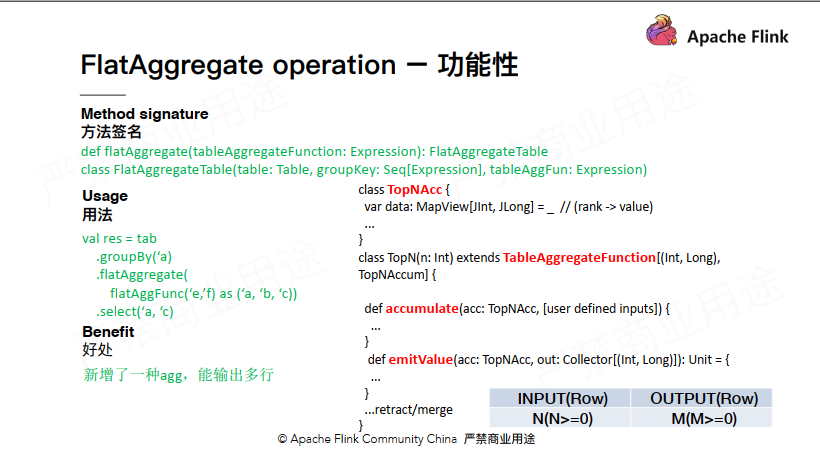 Apache Flink
FlatAggregate operation － 功能性
Method signature
方法签名
def flatAggregate(tableAggregateFunction: Expression): FlatAggregateTable
class FlatAggregateTable(table: Table, groupKey: Seq[Expression], tableAggFun: Expression)
Usage
用法
val res = tab
.groupBy(‘a)
.flatAggregate(
flatAggFunc(‘e,’f) as (‘a, ‘b, ‘c))
.select(‘a, ‘c)
Benefit
好处
新增了一种agg，能输出多行
class TopNAcc {
var data: MapView[JInt, JLong] = _ // (rank -> value)
...
}
class TopN(n: Int) extends TableAggregateFunction[(Int, Long),
TopNAccum] {
def accumulate(acc: TopNAcc, [user defined inputs]) {
...
}
def emitValue(acc: TopNAcc, out: Collector[(Int, Long)]): Unit = {
...
}
...retract/merge
}
INPUT(Row) OUTPUT(Row)
N(N>=0) M(M>=0)
© Apache Flink Community China 严禁商业用途
严禁商业用途